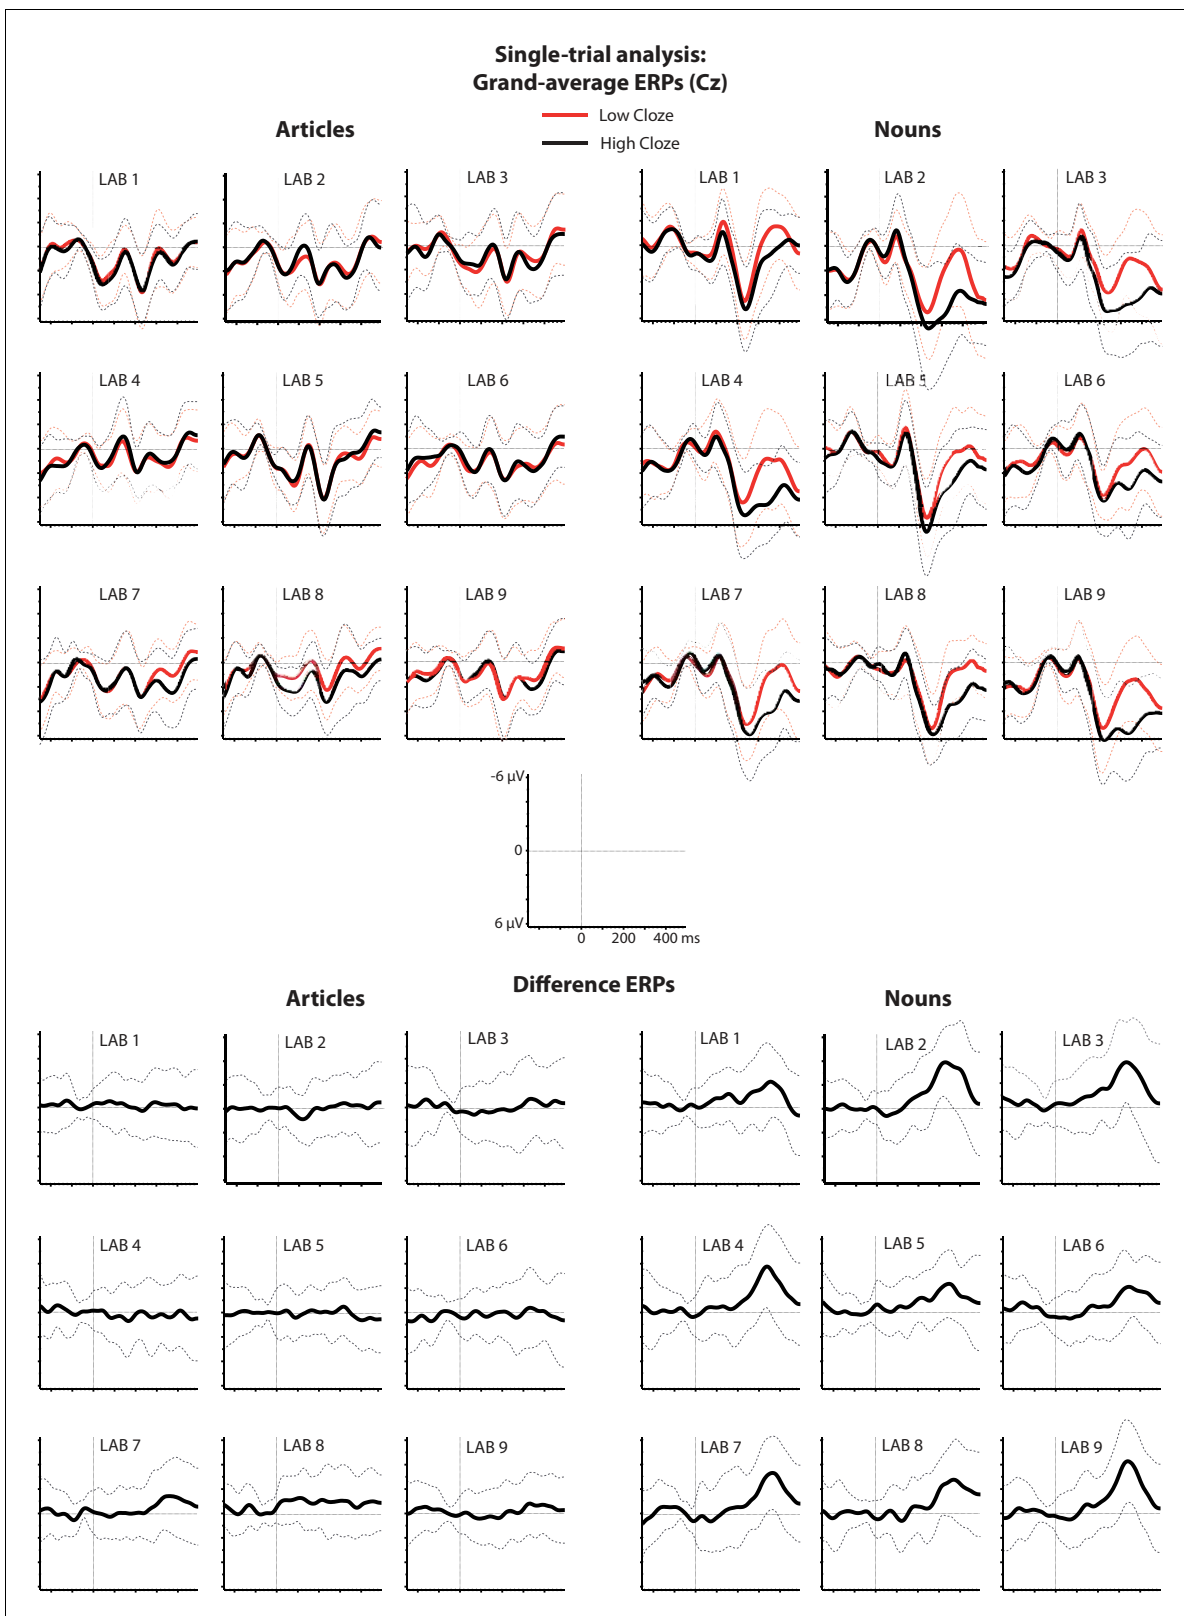 Single-trial analysis:
Grand-average ERPs (Cz)
Low Cloze
High Cloze
Articles
Nouns
LAB 1
LAB 2
LAB 3
LAB 1
LAB 2
LAB 3
LAB 4
LAB 5
LAB 6
LAB 4
LAB 5
LAB 6
LAB 7
LAB 8
LAB 9
LAB 7
LAB 8
LAB 9
-6 µV
0
6 µV
0 200 400 ms
Difference ERPs
Articles
Nouns
LAB 1
LAB 2
LAB 3
LAB 1
LAB 2
LAB 3
LAB 4
LAB 5
LAB 6
LAB 4
LAB 5
LAB 6
LAB 7
LAB 8
LAB 9
LAB 7
LAB 8
LAB 9